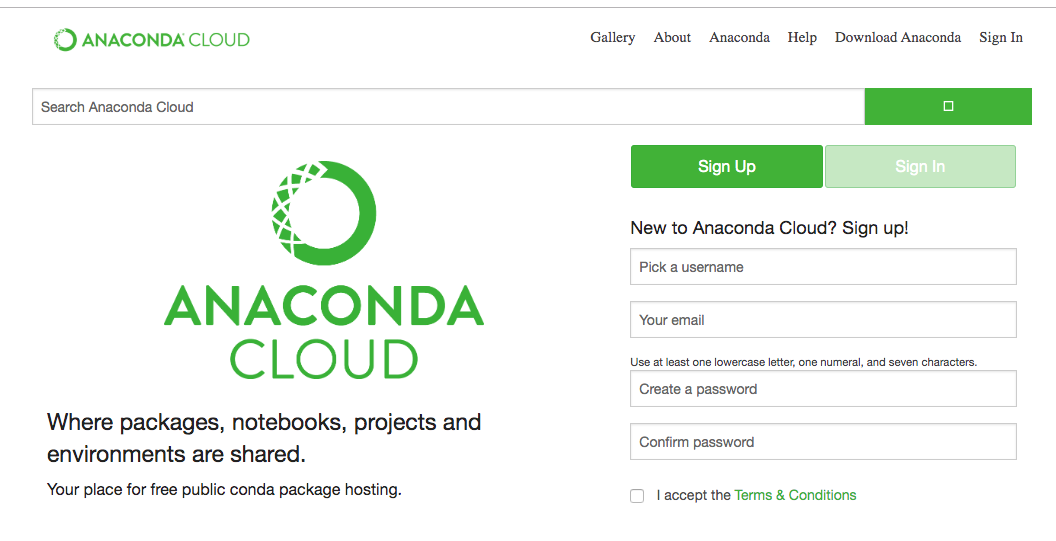 ANACONDA CLOUD
Gallery About Anaconda Help Download Anaconda Sign In
Search Anaconda Cloud
Sign Up Sign In
ANACONDA
CLOUD
Where packages, notebooks, projects and
environments are shared.
Your place for free public conda package hosting.
New to Anaconda Cloud? Sign up!
Pick a username
Your email
Use at least one lowercase letter, one numeral, and seven characters.
Create a password
Confirm password
I accept the Terms & Conditions